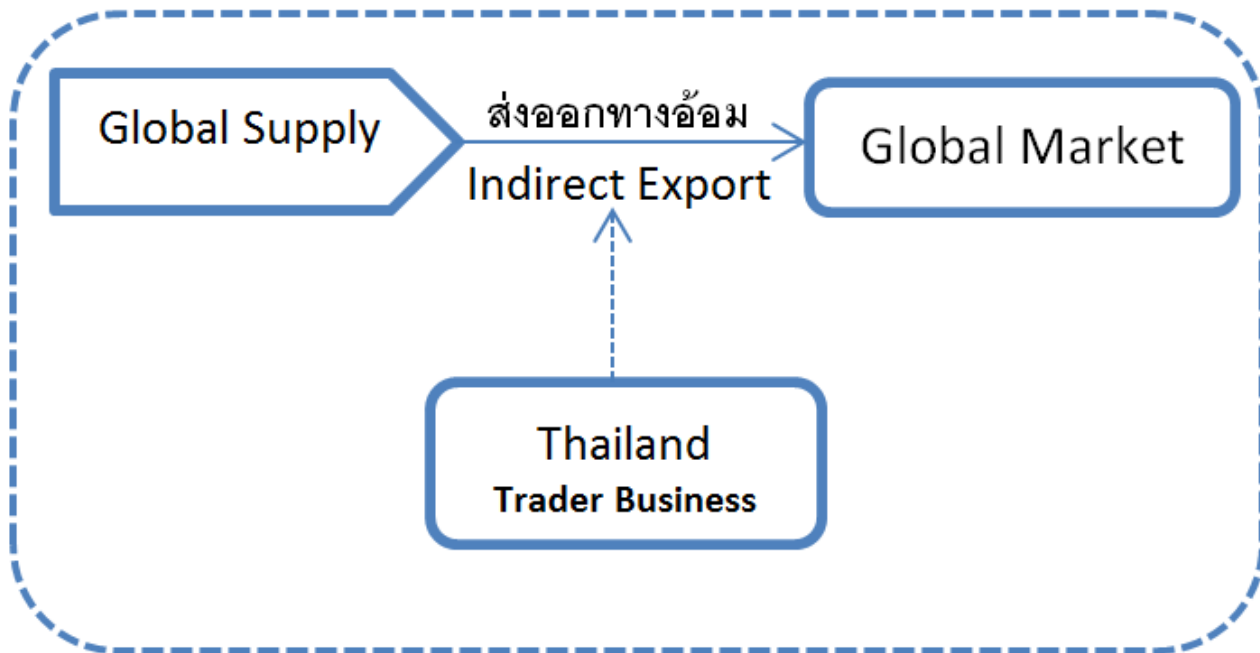 Global Supply
ส่งออกทางอ้อม
Indirect Export
Global Market
Thailand
Trader Business